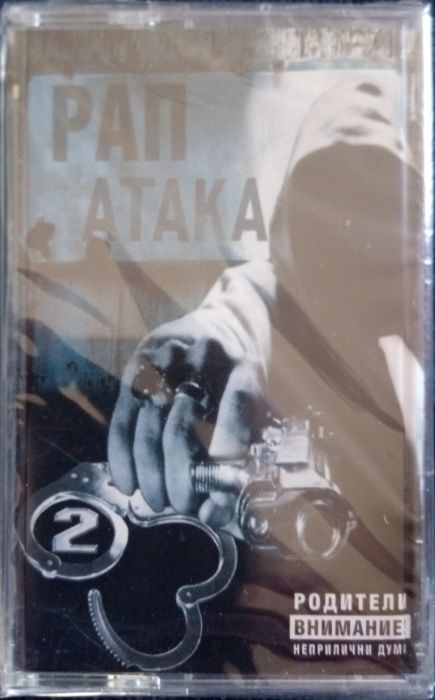 РАП
АТАКА
2
РОДИТЕЛИ
ВНИМАНИЕ!
НЕПРИЛИЧНИ ДУМИ